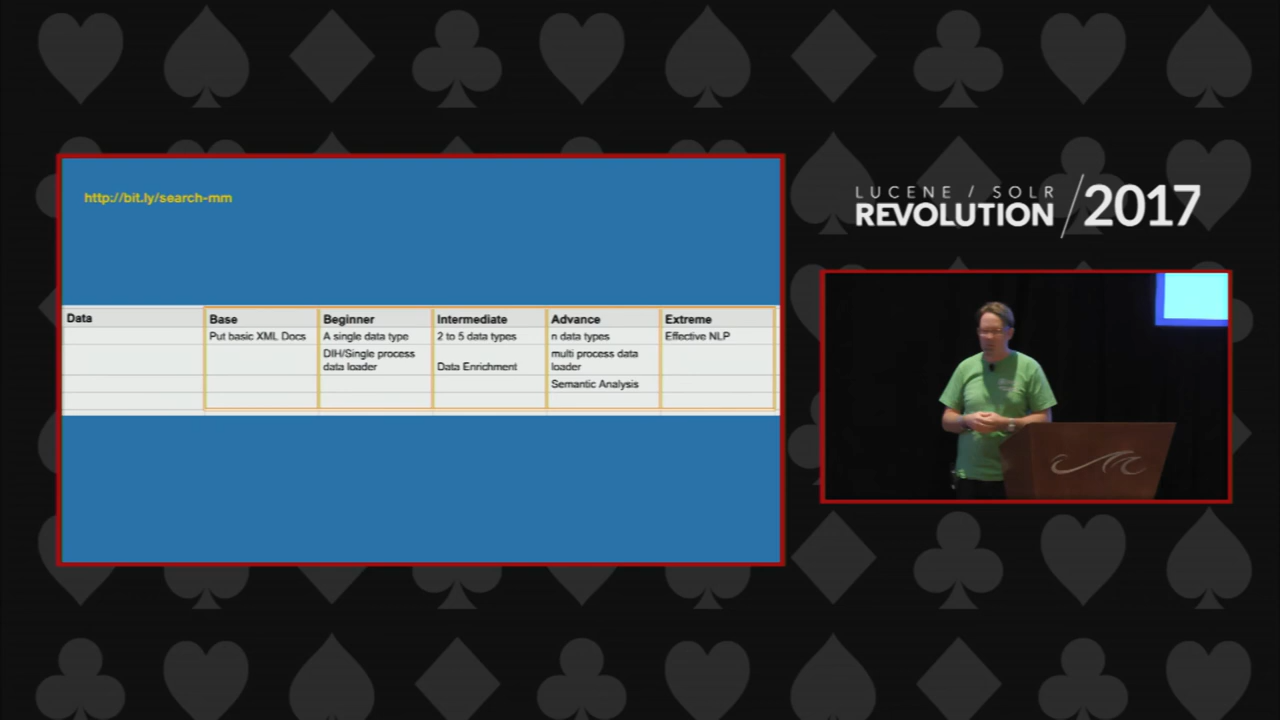 http://bit.ly/search-mm
Data Base Beginner Intermediate Advance Extreme
Put basic XML Docs A single data type 2 to 5 data types n data types Effective NLP
DIH/Single process data loader Data Enrichment multi process data loader
Semantic Analysis
LUCENE / SOLR
REVOLUTION / 2017